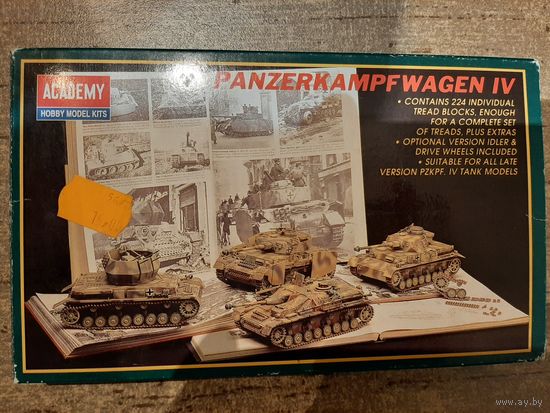 ACADEMY
HOBBY MODEL KITS
PANZERKAMPFWAGEN IV
• CONTAINS 224 INDIVIDUAL
TREAD BLOCKS, ENOUGH
FOR A COMPLETE SET
OF TREADS, PLUS EXTRAS
• OPTIONAL VERSION IDLER &
DRIVE WHEELS INCLUDED
• SUITABLE FOR ALL LATE
VERSION PZKPF. IV TANK MODELS
www.ay.by